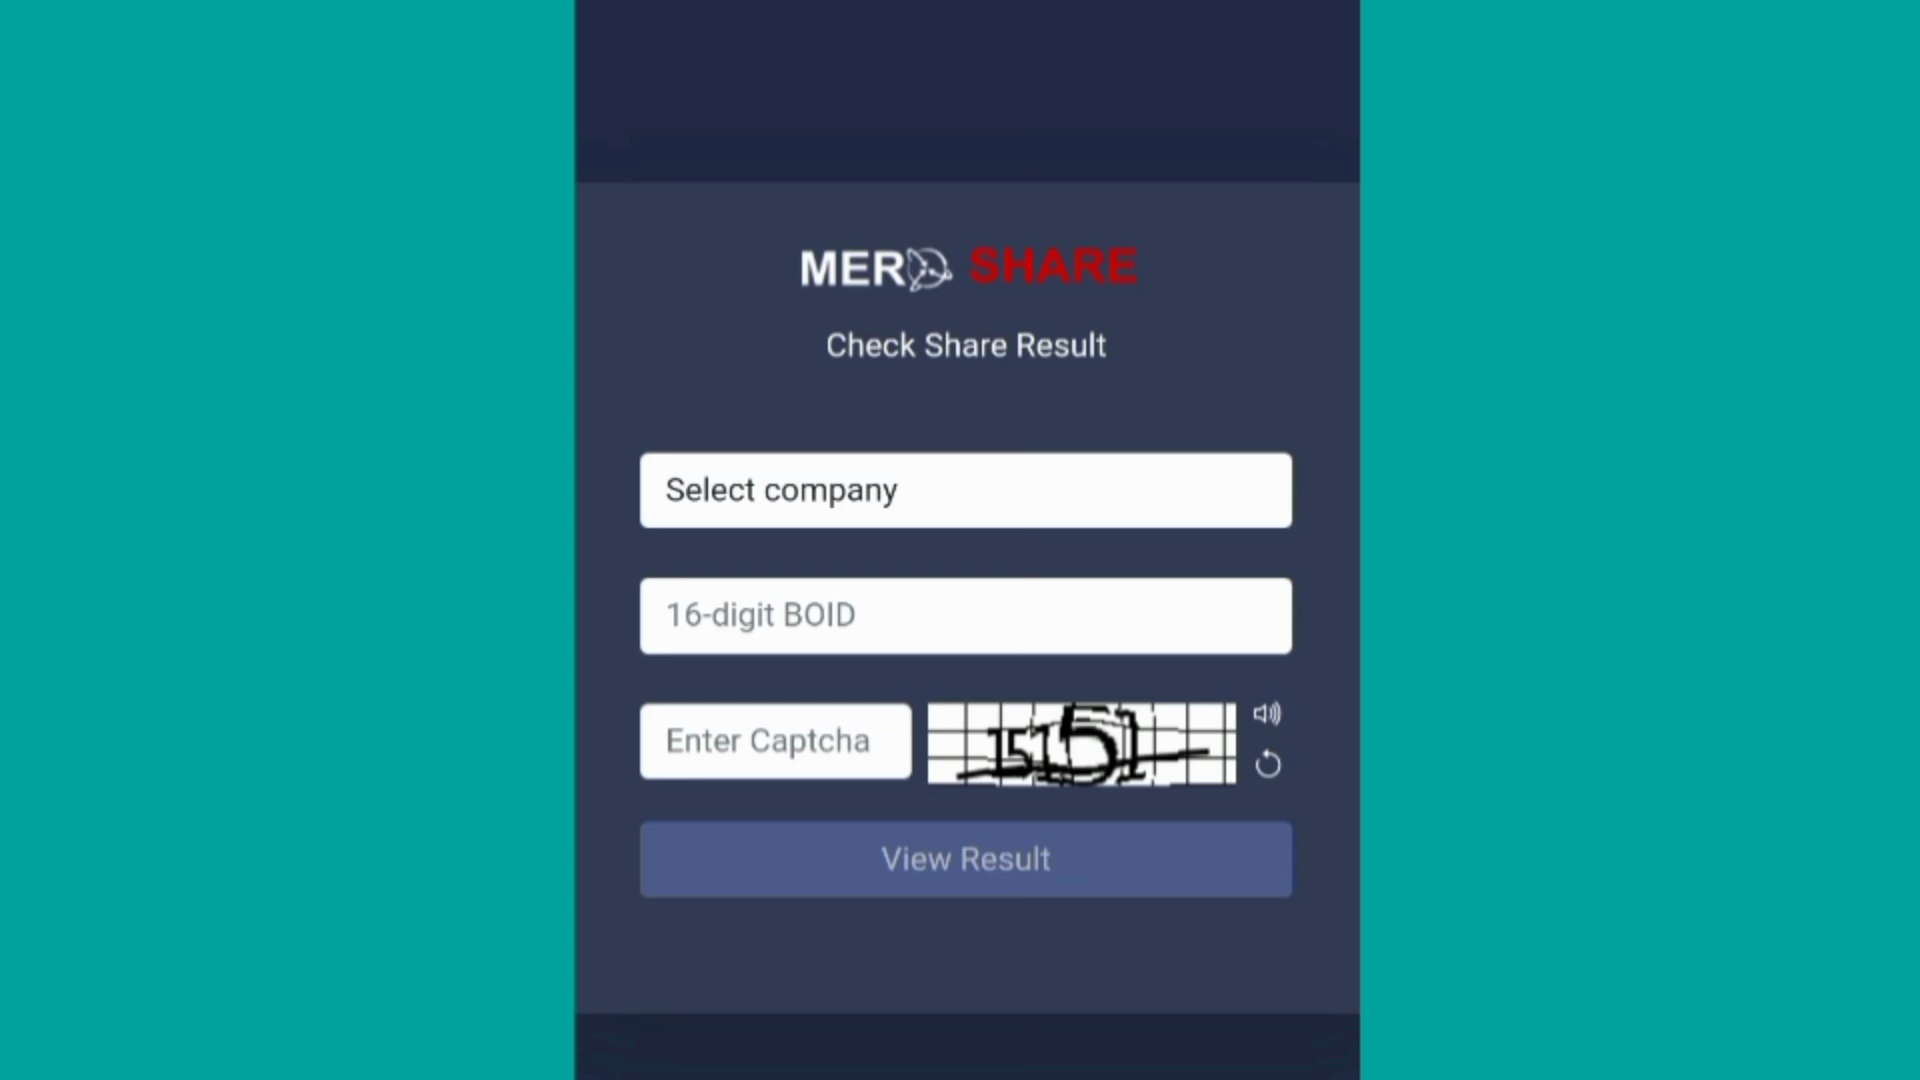 MERO SHARE
Check Share Result
Select company
16-digit BOID
Enter Captcha
View Result